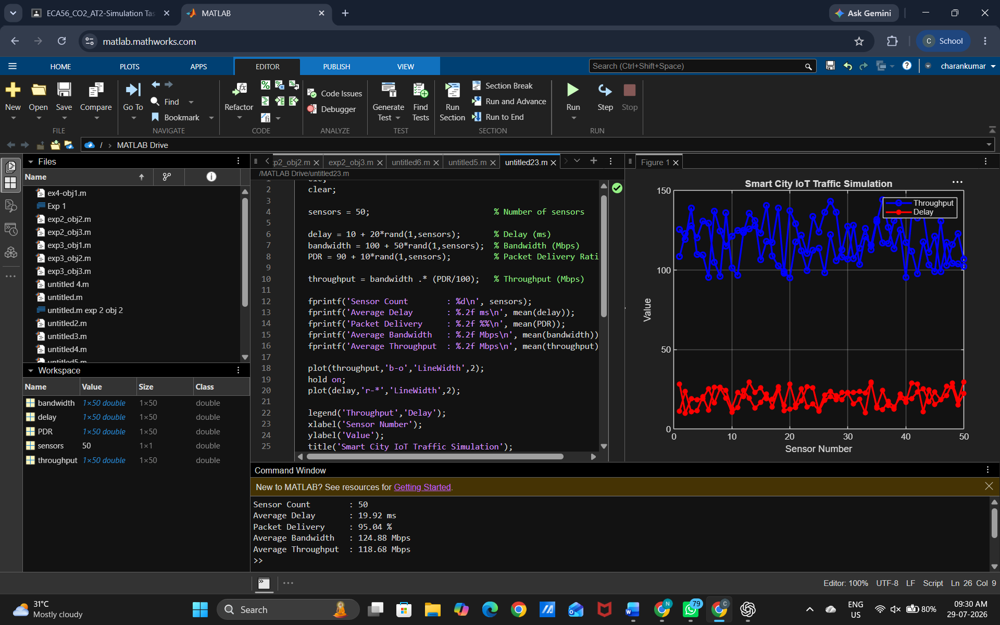 ECA56_CO2_AT2-Simulation Tas
MATLAB
Ask Gemini
matlab.mathworks.com
C School
HOME PLOTS APPS EDITOR PUBLISH VIEW
Search (Ctrl+Shift+Space)
charankumar
New Open Save Compare
FILE
Go To
Find
Bookmark
NAVIGATE
Refactor
CODE
Code Issues
Debugger
ANALYZE
Generate Test
Find Tests
TEST
Run Section
Section Break
Run and Advance
Run to End
SECTION
Run Step Stop
RUN
/ › MATLAB Drive
Files
Name
ex4-obj1.m
Exp 1
exp2_obj2.m
exp2_obj3.m
exp3_obj1.m
exp3_obj2.m
exp3_obj3.m
untitled 4.m
untitled.m
untitled.m exp 2 obj 2
untitled2.m
untitled3.m
untitled4.m
untitled5.m
Workspace
Name Value Size Class
bandwidth 1×50 double 1×50 double
delay 1×50 double 1×50 double
PDR 1×50 double 1×50 double
sensors 50 1×1 double
throughput 1×50 double 1×50 double
xp2_obj2.m exp2_obj3.m untitled6.m untitled5.m untitled23.m
/MATLAB Drive/untitled23.m
1 clc;
2 clear;
3
4 sensors = 50; % Number of sensors
5
6 delay = 10 + 20*rand(1,sensors); % Delay (ms)
7 bandwidth = 100 + 50*rand(1,sensors); % Bandwidth (Mbps)
8 PDR = 90 + 10*rand(1,sensors); % Packet Delivery Rati
9
10 throughput = bandwidth .* (PDR/100); % Throughput (Mbps)
11
12 fprintf('Sensor Count : %d\n', sensors);
13 fprintf('Average Delay : %.2f ms\n', mean(delay));
14 fprintf('Packet Delivery : %.2f %%\n', mean(PDR));
15 fprintf('Average Bandwidth : %.2f Mbps\n', mean(bandwidth))
16 fprintf('Average Throughput : %.2f Mbps\n', mean(throughput)
17
18 plot(throughput,'b-o','LineWidth',2);
19 hold on;
20 plot(delay,'r-*','LineWidth',2);
21
22 legend('Throughput','Delay');
23 xlabel('Sensor Number');
24 ylabel('Value');
25 title('Smart City IoT Traffic Simulation');
Figure 1
Smart City IoT Traffic Simulation
Throughput
Delay
150
100
50
0
Value
0 10 20 30 40 50
Sensor Number
Command Window
New to MATLAB? See resources for Getting Started.
Sensor Count : 50
Average Delay : 19.92 ms
Packet Delivery : 95.04 %
Average Bandwidth : 124.88 Mbps
Average Throughput : 118.68 Mbps
>>
Editor: 100% UTF-8 LF Script Ln 26 Col 9
31°C
Mostly cloudy
Search
N
79
C
ENG
US
80%
09:30 AM
29-07-2026